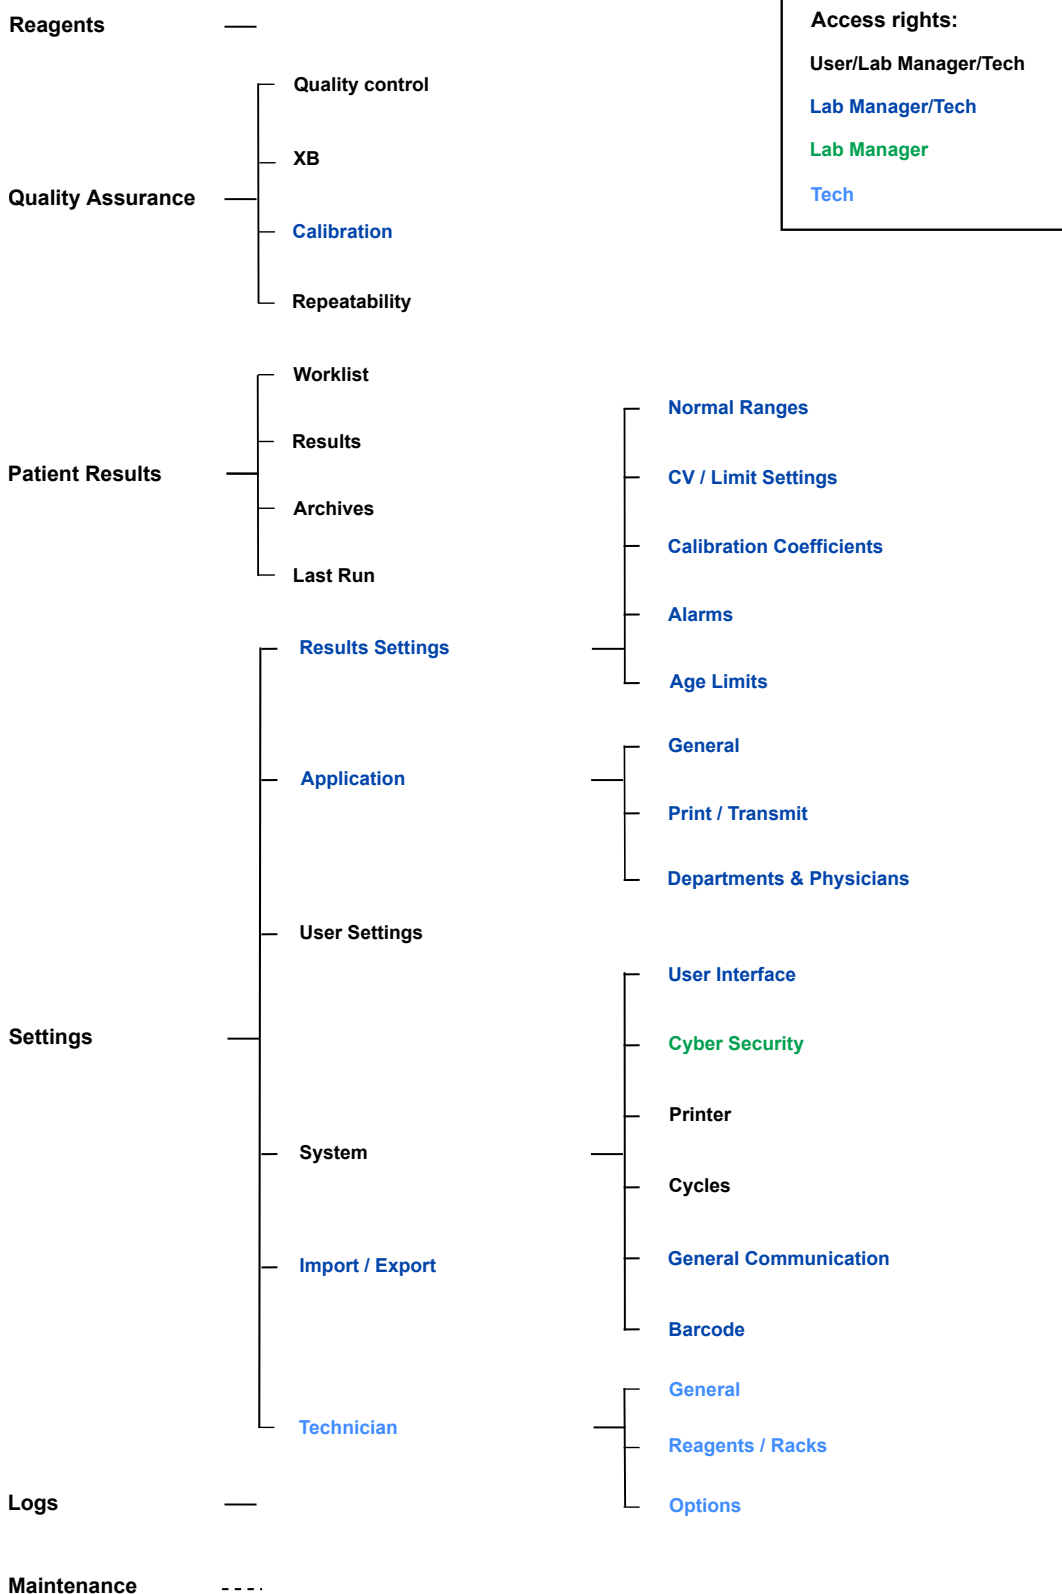 Reagents
Access rights:
User/Lab Manager/Tech
Lab Manager/Tech
Lab Manager
Tech
Quality Assurance
Quality control
XB
Calibration
Repeatability
Patient Results
Worklist
Results
Archives
Last Run
Settings
Results Settings
Normal Ranges
CV / Limit Settings
Calibration Coefficients
Alarms
Age Limits
Application
General
Print / Transmit
Departments & Physicians
User Settings
System
User Interface
Cyber Security
Printer
Cycles
General Communication
Barcode
Import / Export
Technician
General
Reagents / Racks
Options
Logs
Maintenance